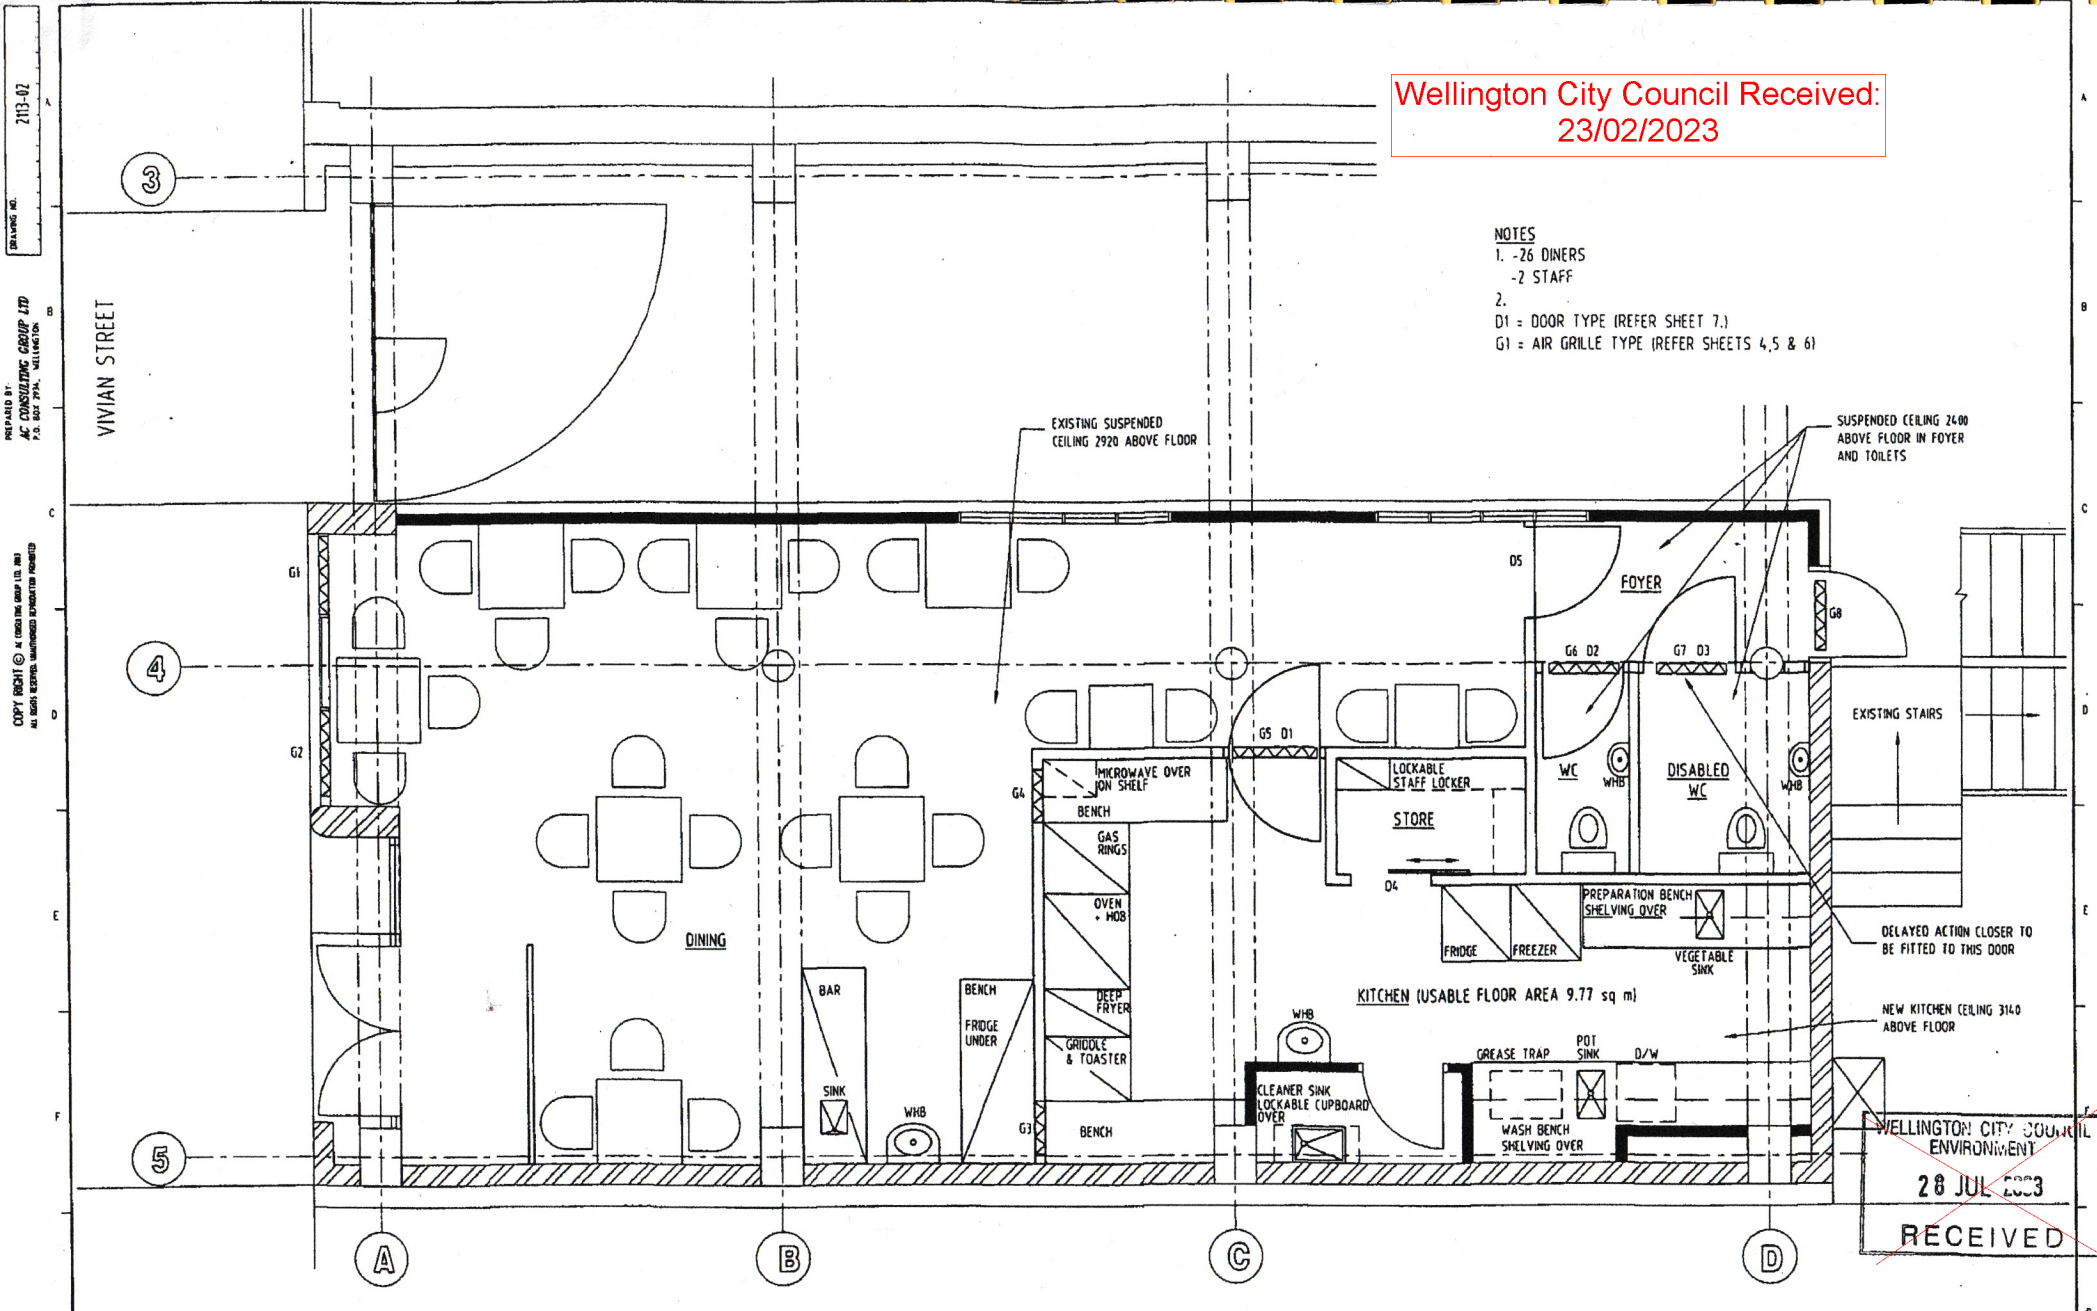 Wellington City Council Received:
23/02/2023
2113-02
DRAWING NO.
PREPARED BY:
AC CONSULTING GROUP LTD
P.O. BOX 2934, WELLINGTON
COPY RIGHT © AC CONSULTING GROUP LTD. 2003
ALL RIGHTS RESERVED. UNAUTHORISED REPRODUCTION PROHIBITED
A
B
C
D
E
F
A
B
C
D
E
F
3
4
5
VIVIAN STREET
NOTES
1. -26 DINERS
-2 STAFF
2.
D1 = DOOR TYPE (REFER SHEET 7.)
G1 = AIR GRILLE TYPE (REFER SHEETS 4,5 & 6)
EXISTING SUSPENDED
CEILING 2920 ABOVE FLOOR
SUSPENDED CEILING 2400
ABOVE FLOOR IN FOYER
AND TOILETS
G1
G2
D5
FOYER
G8
G6 D2
G7 D3
EXISTING STAIRS
G5 D1
G4
MICROWAVE OVER
ON SHELF
BENCH
LOCKABLE
STAFF LOCKER
STORE
WC
WHB
DISABLED
WC
WHB
GAS
RINGS
OVEN
+ HOB
DEEP
FRYER
GRIDDLE
& TOASTER
D4
FRIDGE
FREEZER
PREPARATION BENCH
SHELVING OVER
VEGETABLE
SINK
DELAYED ACTION CLOSER TO
BE FITTED TO THIS DOOR
DINING
BAR
SINK
WHB
BENCH
FRIDGE
UNDER
G3
BENCH
KITCHEN (USABLE FLOOR AREA 9.77 sq m)
WHB
NEW KITCHEN CEILING 3140
ABOVE FLOOR
GREASE TRAP
POT
SINK
D/W
CLEANER SINK
LOCKABLE CUPBOARD
OVER
WASH BENCH
SHELVING OVER
WELLINGTON CITY COUNCIL
ENVIRONMENT
28 JUL 2003
RECEIVED
A
B
C
D